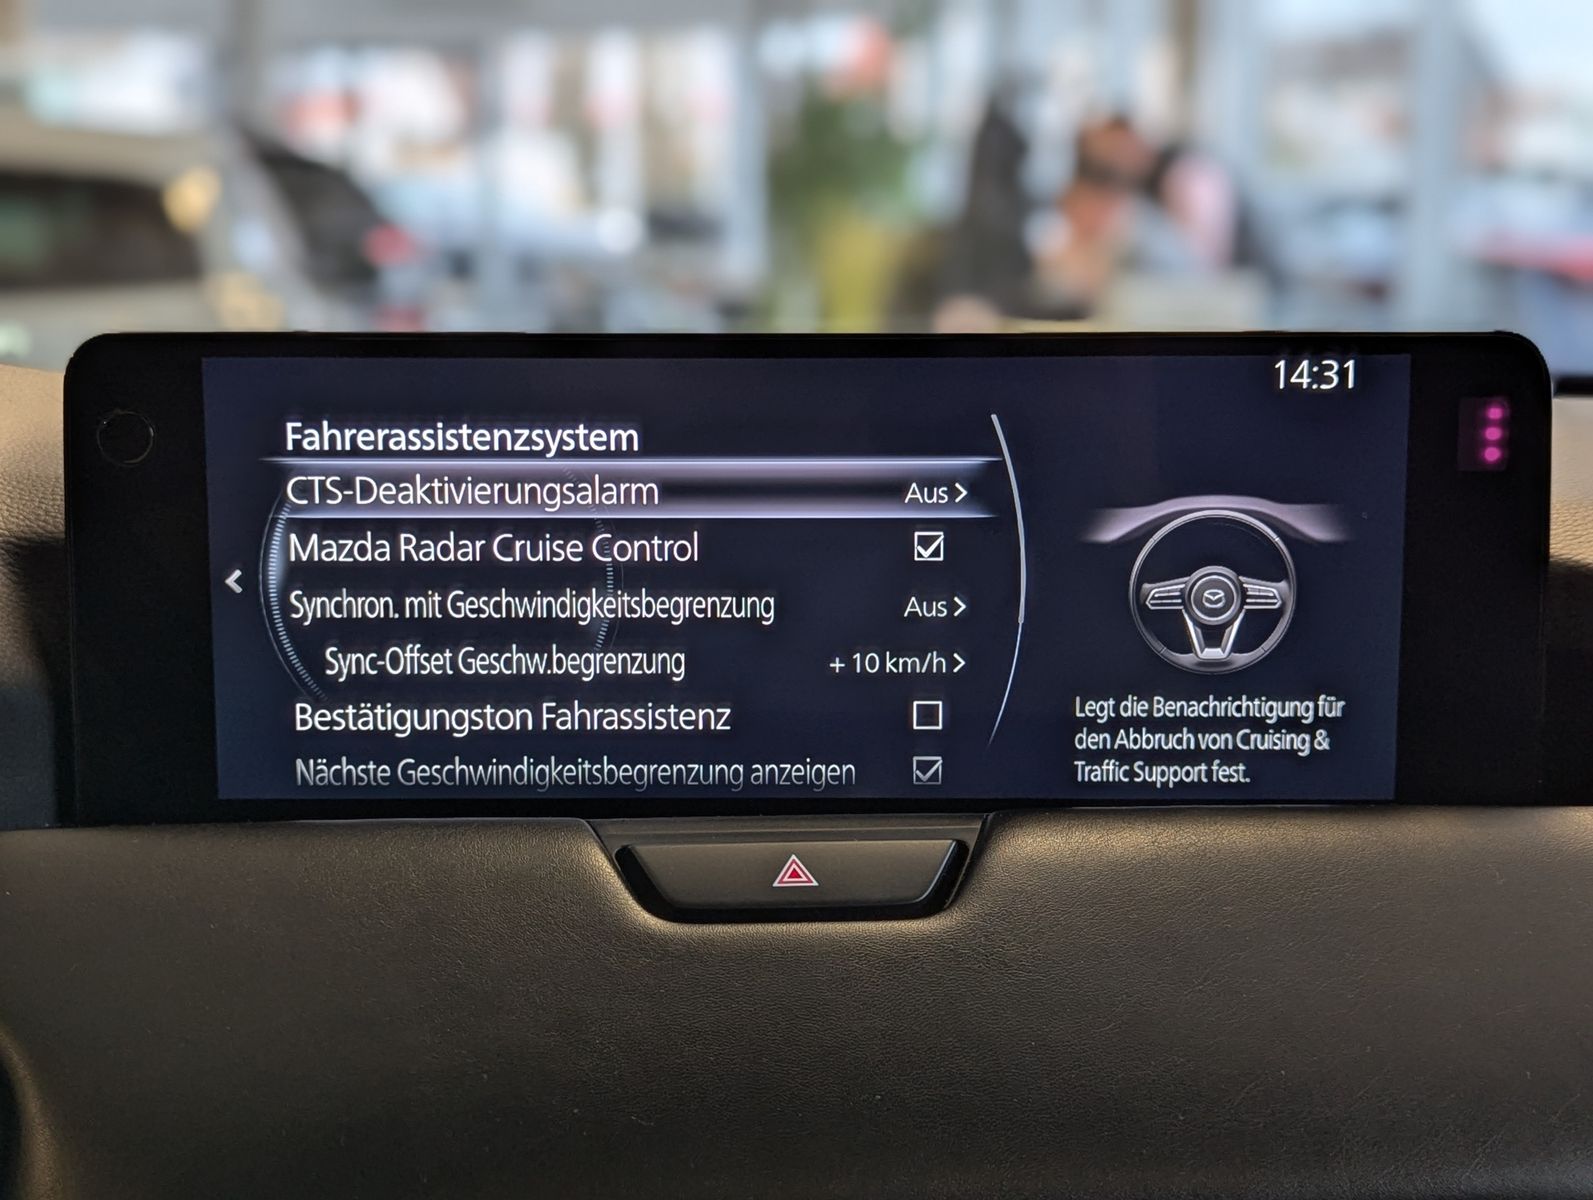 14:31
Fahrerassistenzsystem
CTS-Deaktivierungsalarm Aus
Mazda Radar Cruise Control
Synchron. mit Geschwindigkeitsbegrenzung Aus
Sync-Offset Geschw.begrenzung + 10 km/h
Bestätigungston Fahrassistenz
Nächste Geschwindigkeitsbegrenzung anzeigen
Legt die Benachrichtigung für
den Abbruch von Cruising &
Traffic Support fest.